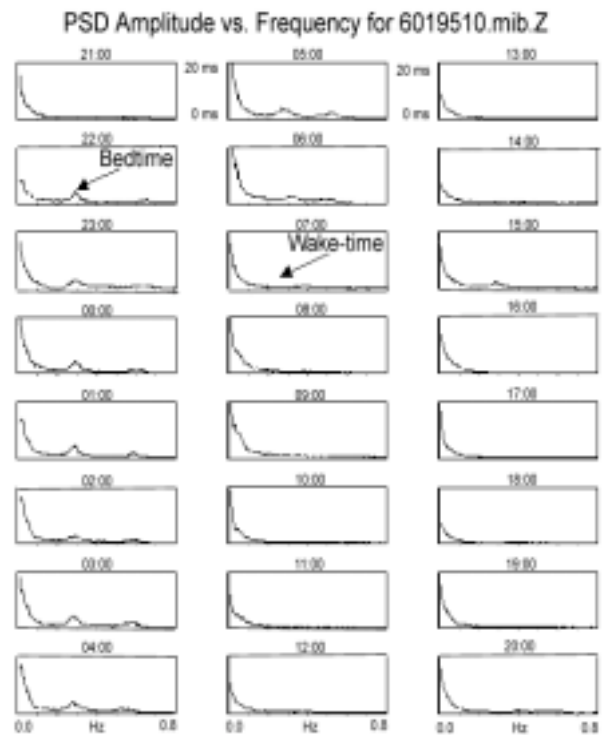 PSD Amplitude vs. Frequency for 6019510.mib.Z
21:00
20 ms
0 ms
22:00
Bedtime
23:00
00:00
01:00
02:00
03:00
04:00
0.0 Hz 0.8
05:00
20 ms
0 ms
06:00
07:00
Wake-time
08:00
09:00
10:00
11:00
12:00
0.0 Hz 0.8
13:00
14:00
15:00
16:00
17:00
18:00
19:00
20:00
0.0 Hz 0.8